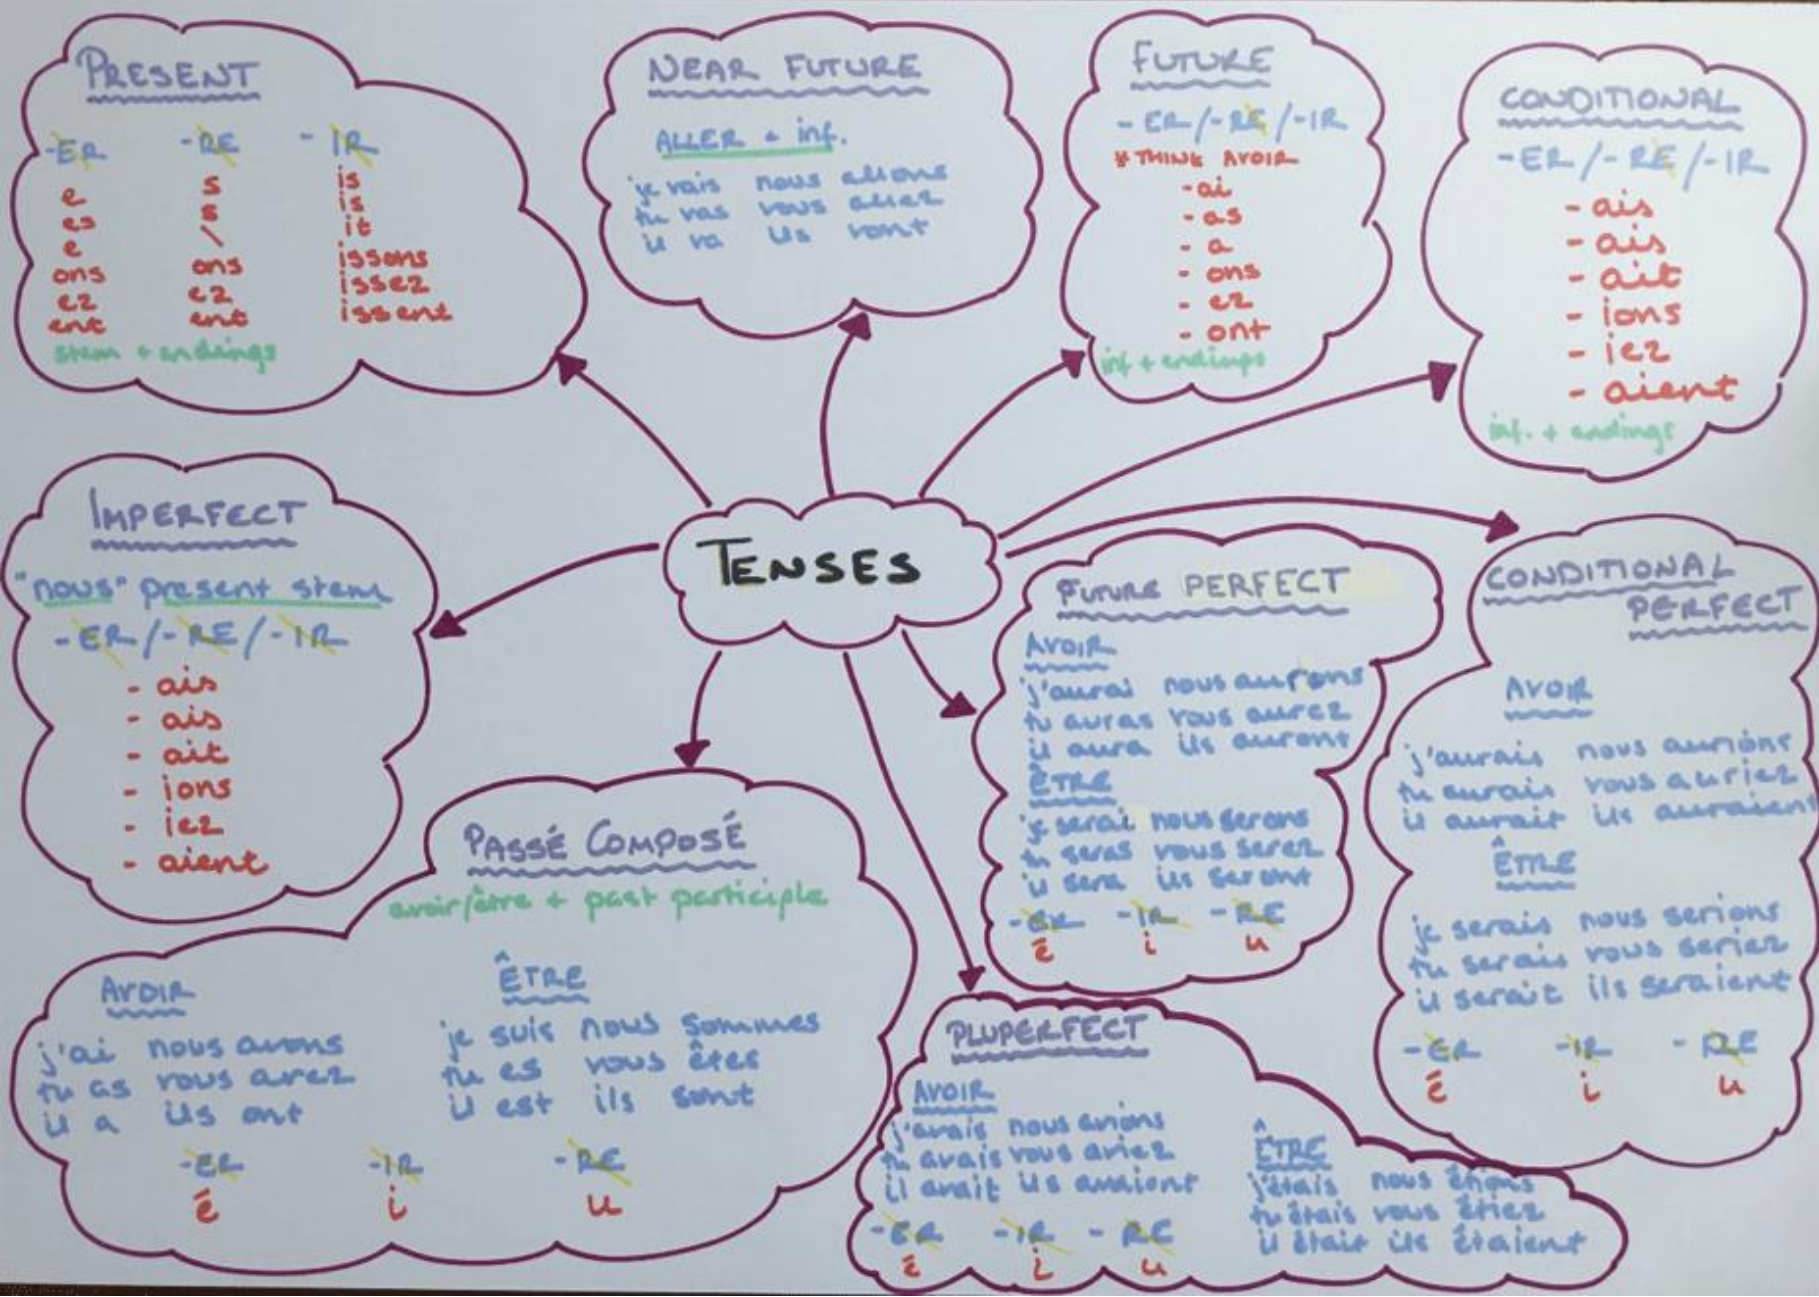 TENSES
PRESENT
-ER -RE - IR
e s is
es s is
e \ it
ons ons issons
ez ez issez
ent ent issent
stem + endings
NEAR FUTURE
ALLER + inf.
je vais nous allons
tu vas vous allez
il va ils vont
FUTURE
- ER/-RE/-IR
* THINK AVOIR
-ai
- as
- a
- ons
- ez
- ont
inf + endings
CONDITIONAL
-ER/-RE/-IR
- ais
- ais
- ait
- ions
- iez
- aient
inf. + endings
IMPERFECT
"nous" present stem
-ER/-RE/-IR
- ais
- ais
- ait
- ions
- iez
- aient
FUTURE PERFECT
AVOIR
j'aurai nous aurons
tu auras vous aurez
il aura ils auront
ÊTRE
je serai nous serons
tu seras vous serez
il sera ils seront
-ER -IR -RE
é i u
CONDITIONAL
PERFECT
AVOIR
j'aurais nous aurions
tu aurais vous auriez
il aurait ils auraient
ÊTRE
je serais nous serions
tu serais vous seriez
il serait ils seraient
-ER -IR - RE
é i u
PASSÉ COMPOSÉ
avoir/être + past participle
AVOIR
j'ai nous avons
tu as vous avez
il a ils ont
ÊTRE
je suis nous sommes
tu es vous êtes
il est ils sont
-ER -IR -RE
é i u
PLUPERFECT
AVOIR
j'avais nous avions
tu avais vous aviez
il avait ils avaient
ÊTRE
j'étais nous étions
tu étais vous étiez
il était ils étaient
-ER -IR - RE
é i u